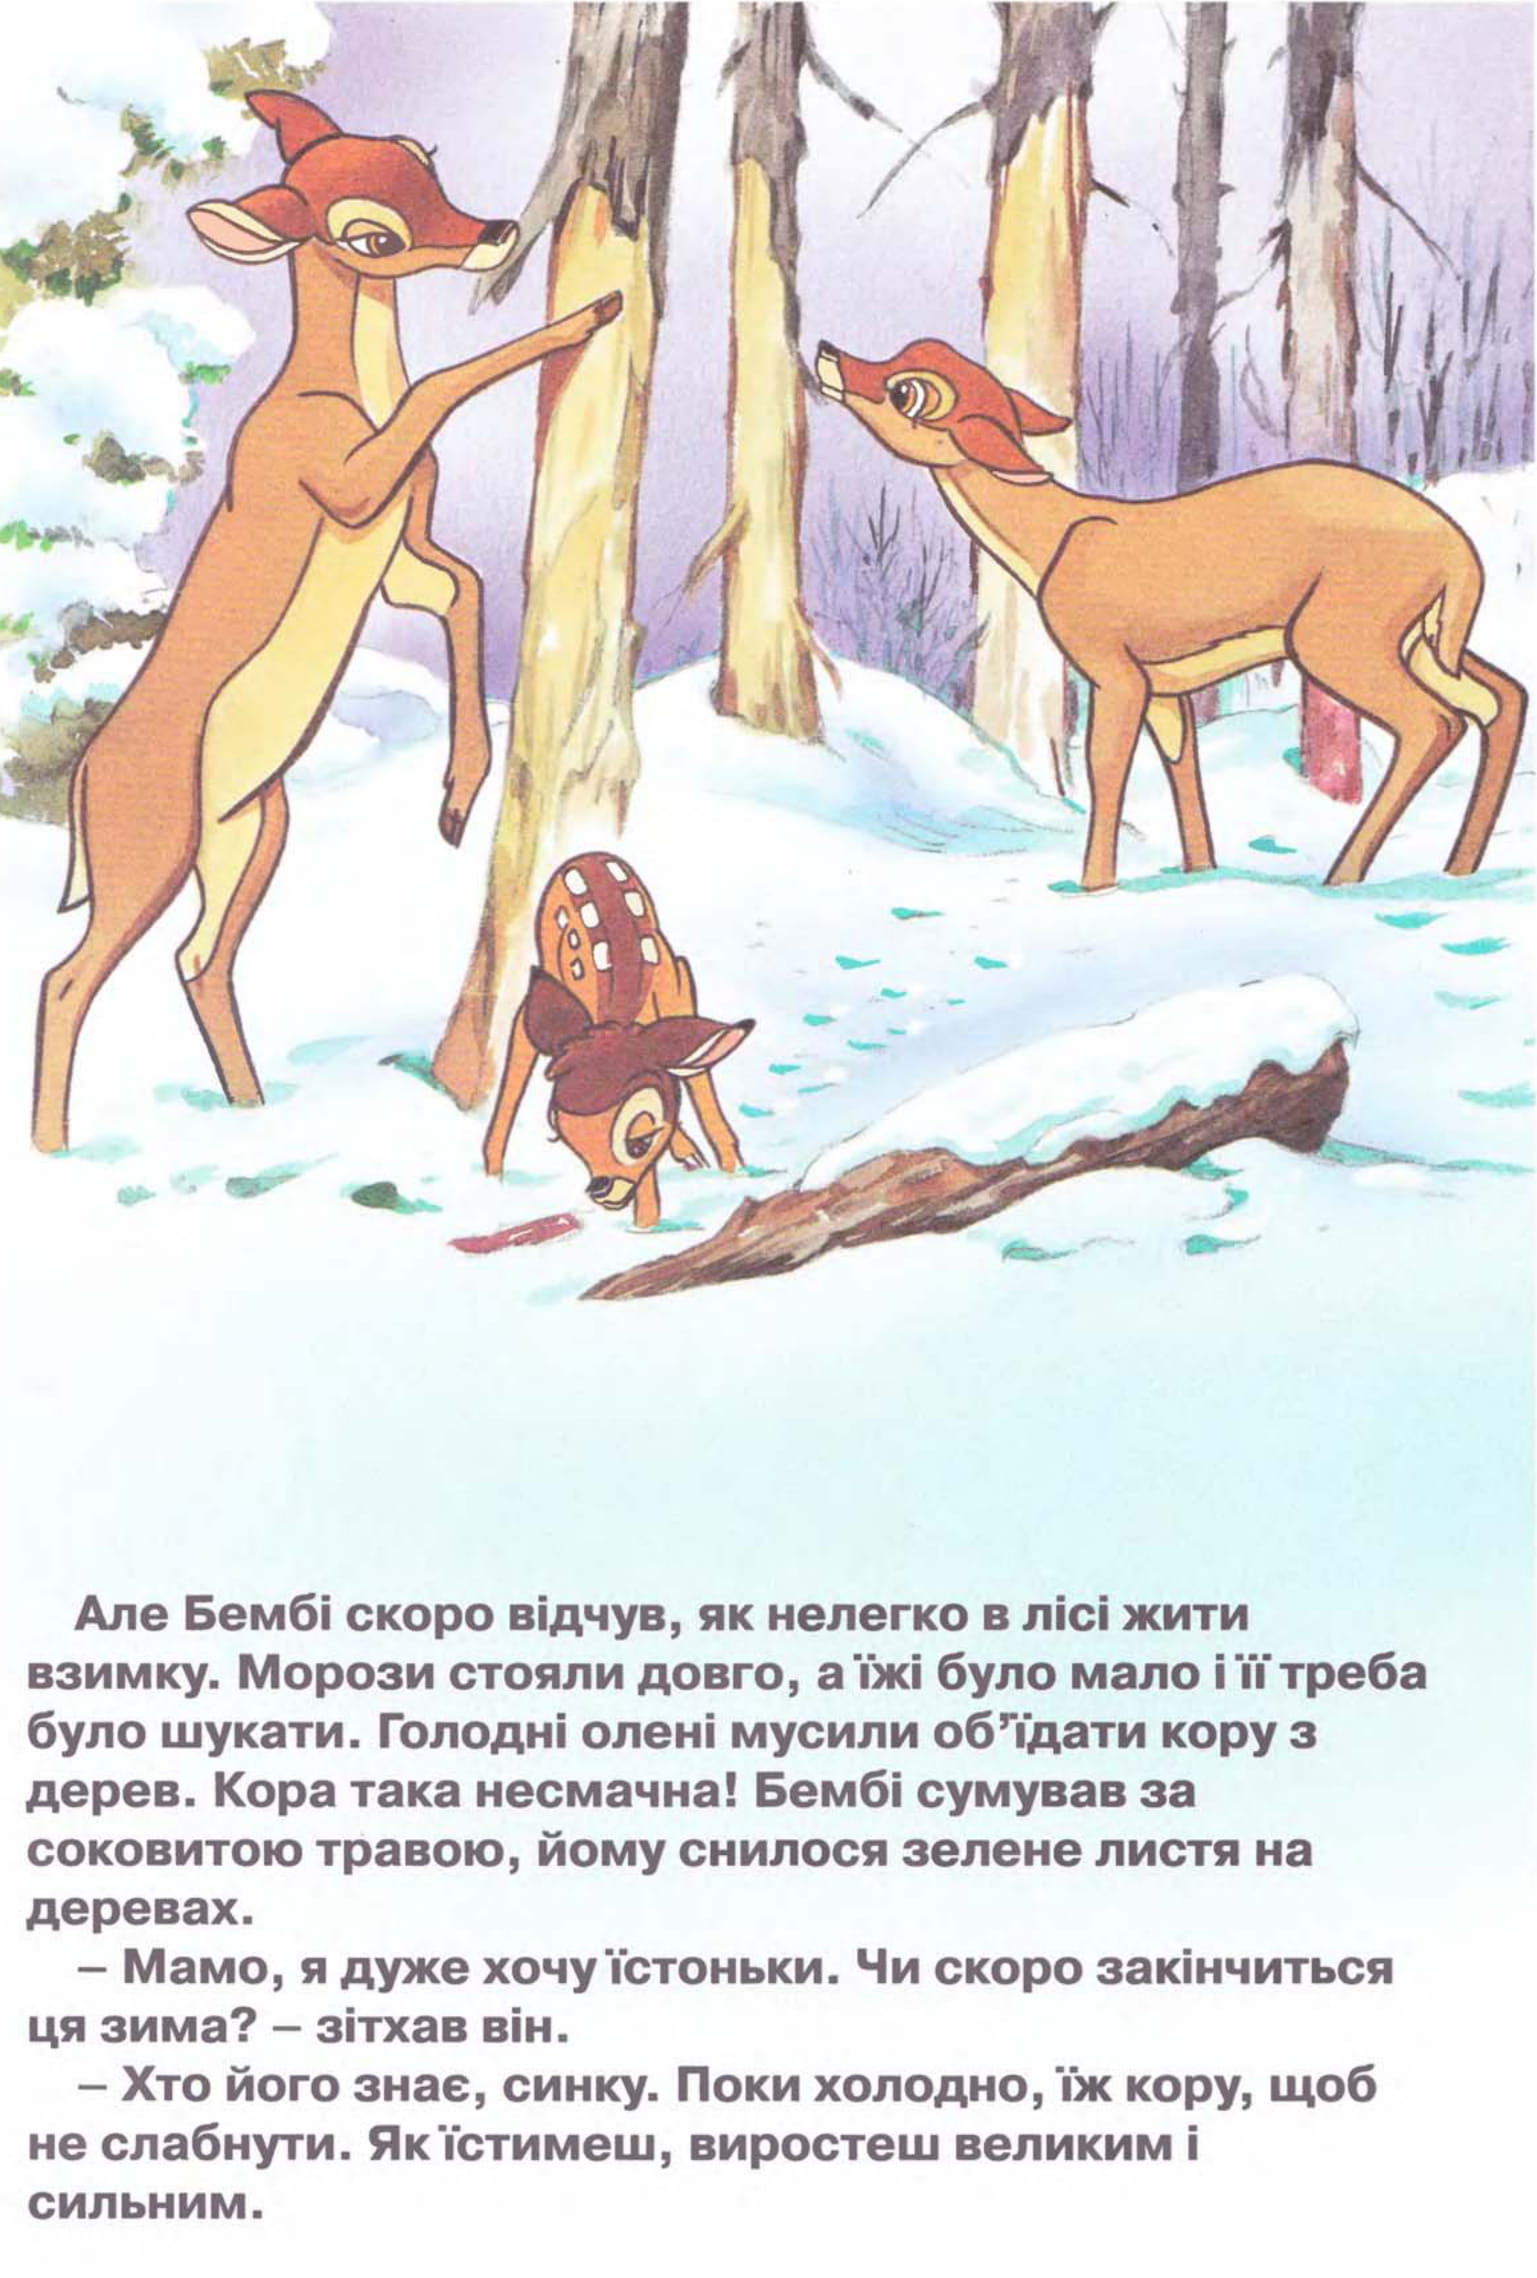 Але Бембі скоро відчув, як нелегко в лісі жити
взимку. Морози стояли довго, а їжі було мало і її треба
було шукати. Голодні олені мусили об’їдати кору з
дерев. Кора така несмачна! Бембі сумував за
соковитою травою, йому снилося зелене листя на
деревах.
– Мамо, я дуже хочу їстоньки. Чи скоро закінчиться
ця зима? – зітхав він.
– Хто його знає, синку. Поки холодно, їж кору, щоб
не слабнути. Як їстимеш, виростеш великим і
сильним.